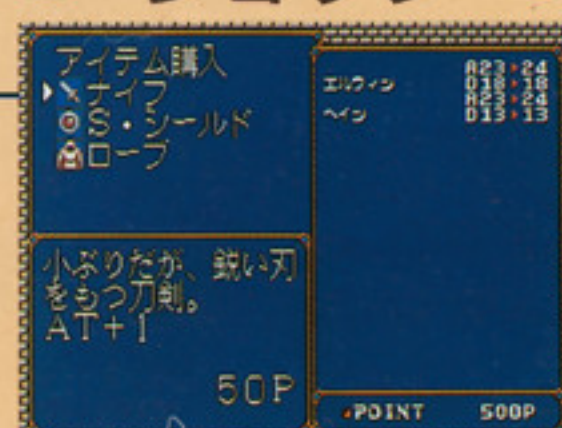 アイテム購入
ナイフ
S・シールド
ローブ
小ぶりだが、鋭い刃
をもつ刀剣。
AT+1
50P
エルウィン
A23 24
D18 18
ヘイン
A23 24
D13 13
POINT 500P